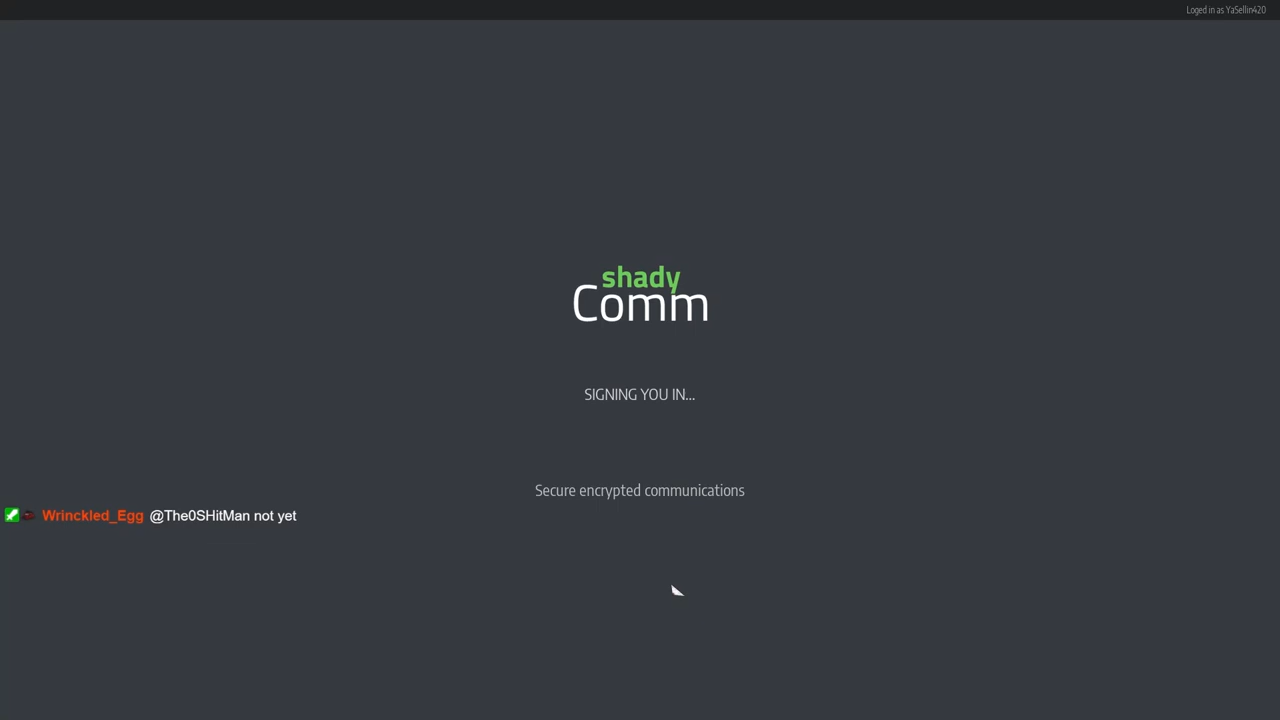 Loged in as YaSellin420
shady
Comm
SIGNING YOU IN...
Secure encrypted communications
Wrinckled_Egg @The0SHitMan not yet